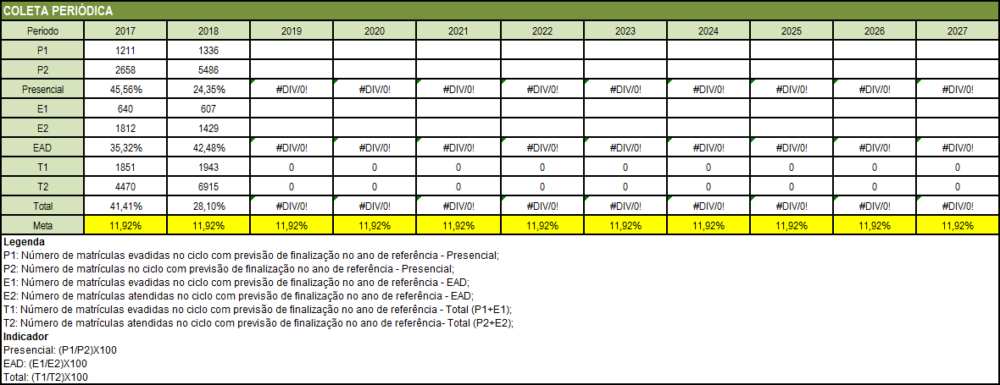 COLETA PERIÓDICA
Período 2017 2018 2019 2020 2021 2022 2023 2024 2025 2026 2027
P1 1211 1336
P2 2658 5486
Presencial 45,56% 24,35% #DIV/0! #DIV/0! #DIV/0! #DIV/0! #DIV/0! #DIV/0! #DIV/0! #DIV/0! #DIV/0!
E1 640 607
E2 1812 1429
EAD 35,32% 42,48% #DIV/0! #DIV/0! #DIV/0! #DIV/0! #DIV/0! #DIV/0! #DIV/0! #DIV/0! #DIV/0!
T1 1851 1943 0 0 0 0 0 0 0 0 0
T2 4470 6915 0 0 0 0 0 0 0 0 0
Total 41,41% 28,10% #DIV/0! #DIV/0! #DIV/0! #DIV/0! #DIV/0! #DIV/0! #DIV/0! #DIV/0! #DIV/0!
Meta 11,92% 11,92% 11,92% 11,92% 11,92% 11,92% 11,92% 11,92% 11,92% 11,92% 11,92%
Legenda
P1: Número de matrículas evadidas no ciclo com previsão de finalização no ano de referência - Presencial;
P2: Número de matrículas no ciclo com previsão de finalização no ano de referência - Presencial;
E1: Número de matrículas evadidas no ciclo com previsão de finalização no ano de referência - EAD;
E2: Número de matrículas atendidas no ciclo com previsão de finalização no ano de referência - EAD;
T1: Número de matrículas evadidas no ciclo com previsão de finalização no ano de referência - Total (P1+E1);
T2: Número de matrículas atendidas no ciclo com previsão de finalização no ano de referência- Total (P2+E2);
Indicador
Presencial: (P1/P2)X100
EAD: (E1/E2)X100
Total: (T1/T2)X100